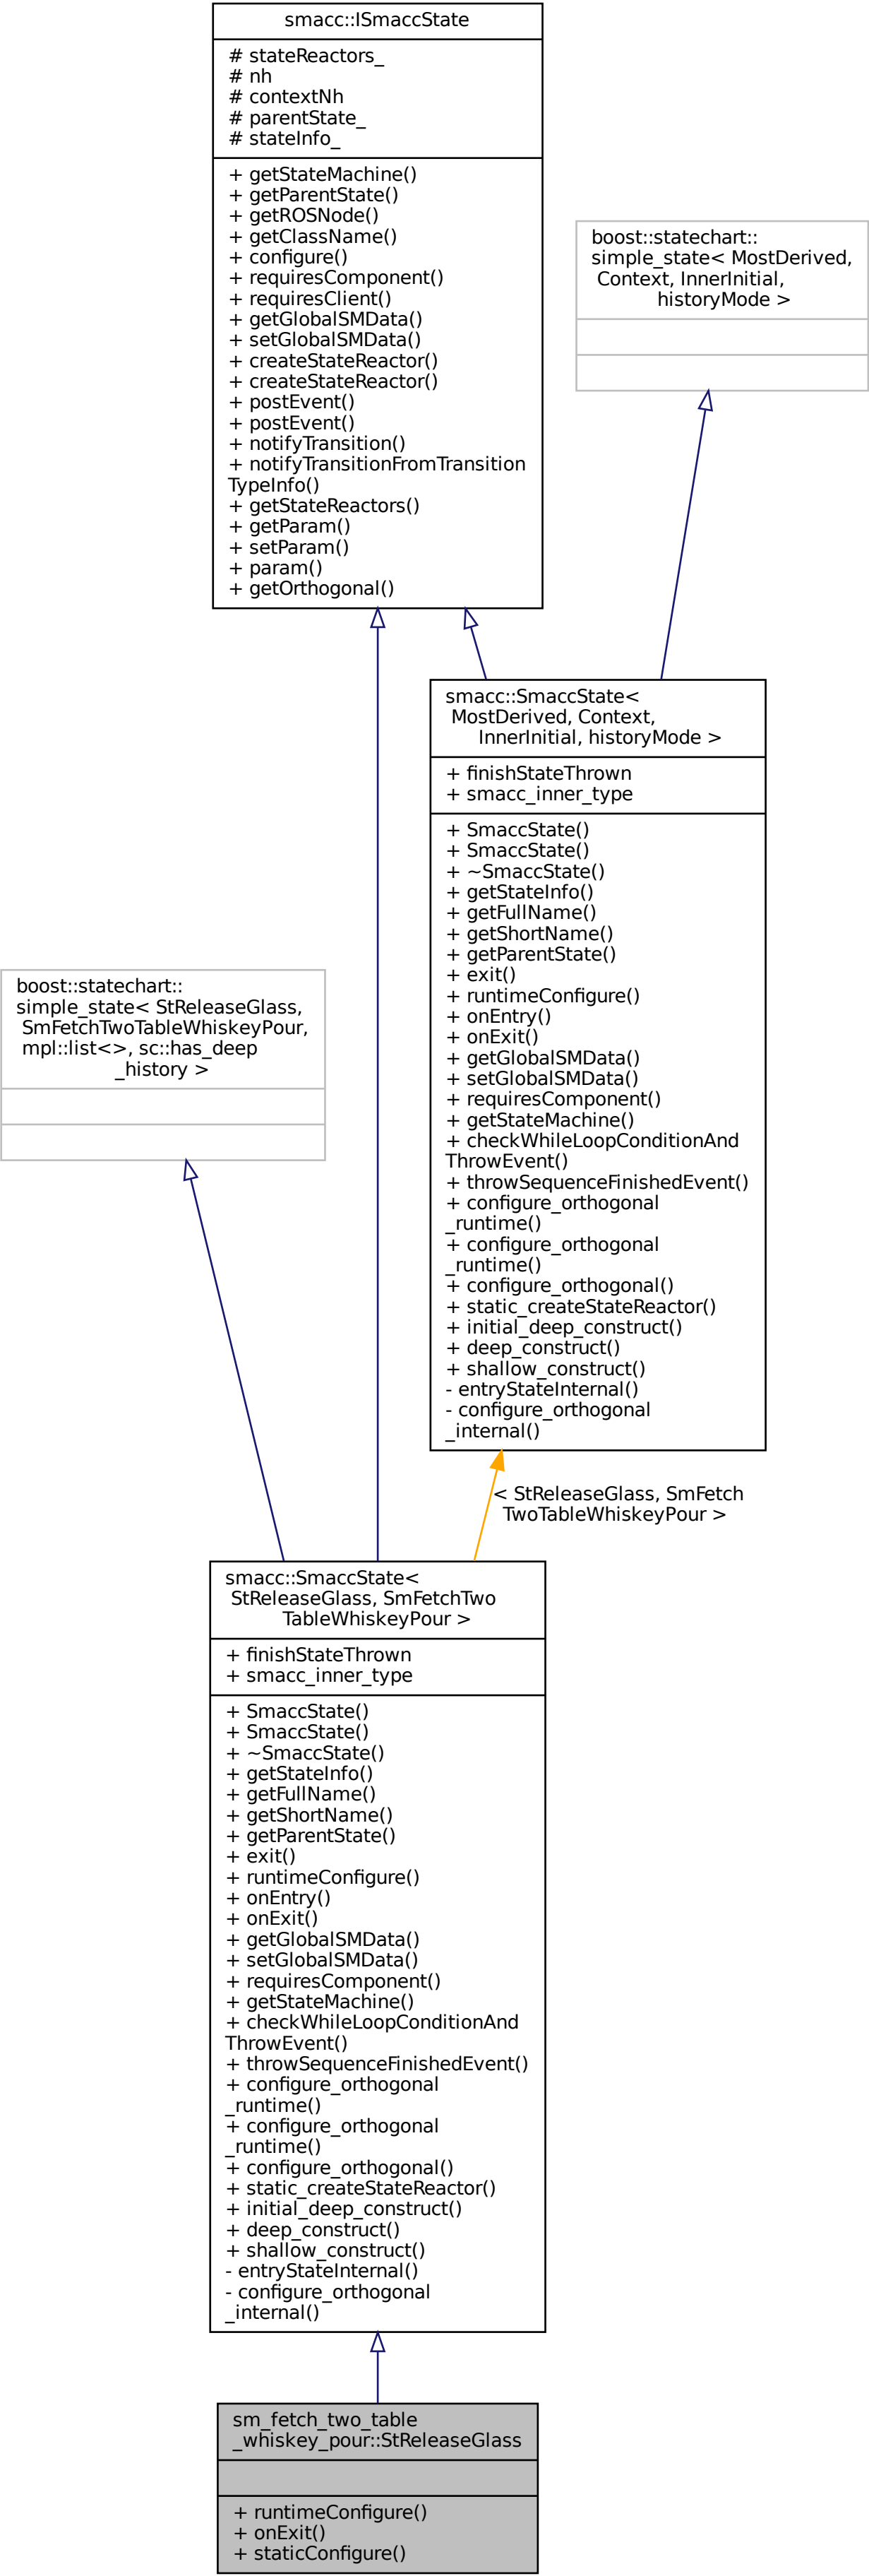 smacc::ISmaccState
# stateReactors_
# nh
# contextNh
# parentState_
# stateInfo_
+ getStateMachine()
+ getParentState()
+ getROSNode()
+ getClassName()
+ configure()
+ requiresComponent()
+ requiresClient()
+ getGlobalSMData()
+ setGlobalSMData()
+ createStateReactor()
+ createStateReactor()
+ postEvent()
+ postEvent()
+ notifyTransition()
+ notifyTransitionFromTransition
TypeInfo()
+ getStateReactors()
+ getParam()
+ setParam()
+ param()
+ getOrthogonal()
boost::statechart::
simple_state< MostDerived,
Context, InnerInitial,
historyMode >
smacc::SmaccState<
MostDerived, Context,
InnerInitial, historyMode >
+ finishStateThrown
+ smacc_inner_type
+ SmaccState()
+ SmaccState()
+ ~SmaccState()
+ getStateInfo()
+ getFullName()
+ getShortName()
+ getParentState()
+ exit()
+ runtimeConfigure()
+ onEntry()
+ onExit()
+ getGlobalSMData()
+ setGlobalSMData()
+ requiresComponent()
+ getStateMachine()
+ checkWhileLoopConditionAnd
ThrowEvent()
+ throwSequenceFinishedEvent()
+ configure_orthogonal
_runtime()
+ configure_orthogonal
_runtime()
+ configure_orthogonal()
+ static_createStateReactor()
+ initial_deep_construct()
+ deep_construct()
+ shallow_construct()
- entryStateInternal()
- configure_orthogonal
_internal()
boost::statechart::
simple_state< StReleaseGlass,
SmFetchTwoTableWhiskeyPour,
mpl::list<>, sc::has_deep
_history >
< StReleaseGlass, SmFetch
TwoTableWhiskeyPour >
smacc::SmaccState<
StReleaseGlass, SmFetchTwo
TableWhiskeyPour >
+ finishStateThrown
+ smacc_inner_type
+ SmaccState()
+ SmaccState()
+ ~SmaccState()
+ getStateInfo()
+ getFullName()
+ getShortName()
+ getParentState()
+ exit()
+ runtimeConfigure()
+ onEntry()
+ onExit()
+ getGlobalSMData()
+ setGlobalSMData()
+ requiresComponent()
+ getStateMachine()
+ checkWhileLoopConditionAnd
ThrowEvent()
+ throwSequenceFinishedEvent()
+ configure_orthogonal
_runtime()
+ configure_orthogonal
_runtime()
+ configure_orthogonal()
+ static_createStateReactor()
+ initial_deep_construct()
+ deep_construct()
+ shallow_construct()
- entryStateInternal()
- configure_orthogonal
_internal()
sm_fetch_two_table
_whiskey_pour::StReleaseGlass
+ runtimeConfigure()
+ onExit()
+ staticConfigure()